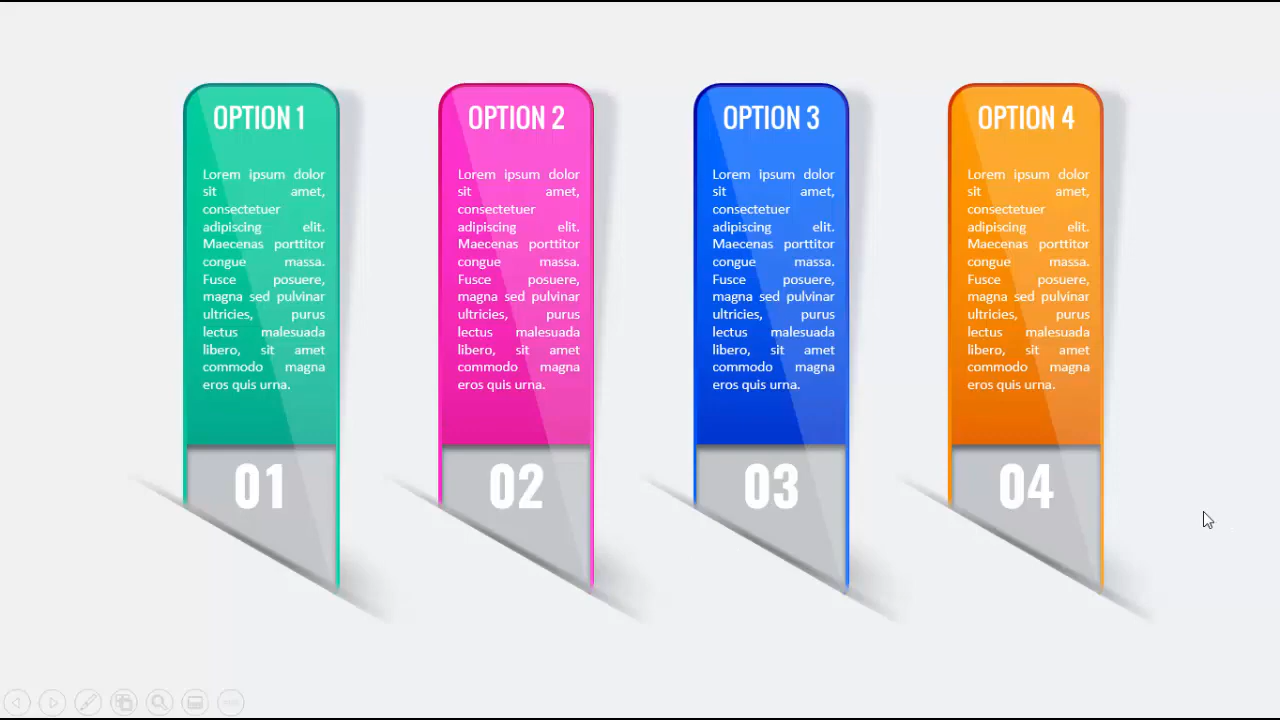 OPTION 1
Lorem ipsum dolor
sit amet,
consectetuer
adipiscing elit.
Maecenas porttitor
congue massa.
Fusce posuere,
magna sed pulvinar
ultricies, purus
lectus malesuada
libero, sit amet
commodo magna
eros quis urna.
01
OPTION 2
Lorem ipsum dolor
sit amet,
consectetuer
adipiscing elit.
Maecenas porttitor
congue massa.
Fusce posuere,
magna sed pulvinar
ultricies, purus
lectus malesuada
libero, sit amet
commodo magna
eros quis urna.
02
OPTION 3
Lorem ipsum dolor
sit amet,
consectetuer
adipiscing elit.
Maecenas porttitor
congue massa.
Fusce posuere,
magna sed pulvinar
ultricies, purus
lectus malesuada
libero, sit amet
commodo magna
eros quis urna.
03
OPTION 4
Lorem ipsum dolor
sit amet,
consectetuer
adipiscing elit.
Maecenas porttitor
congue massa.
Fusce posuere,
magna sed pulvinar
ultricies, purus
lectus malesuada
libero, sit amet
commodo magna
eros quis urna.
04